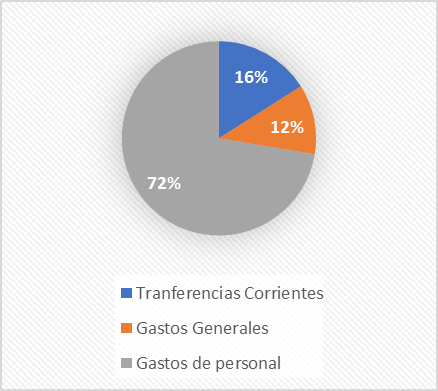 16%
12%
72%
Tranferencias Corrientes
Gastos Generales
Gastos de personal